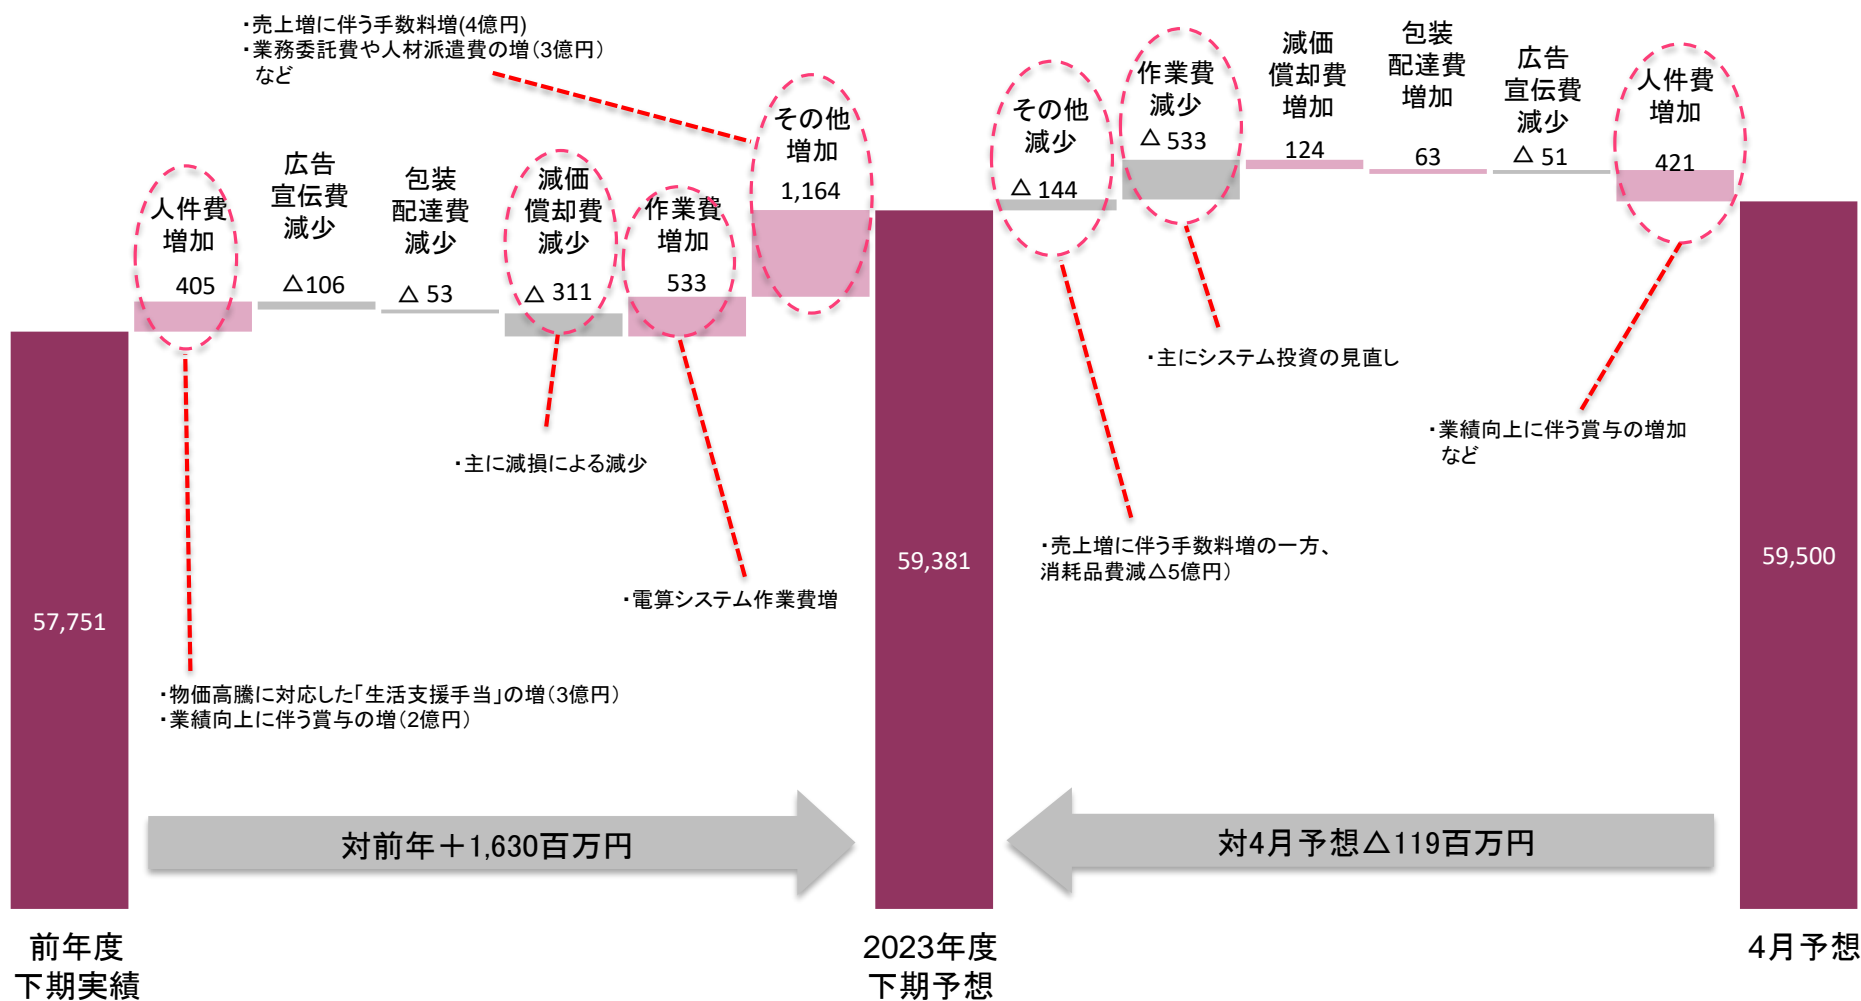 ・売上増に伴う手数料増(4億円)
・業務委託費や人材派遣費の増（3億円）
など
人件費
増加
405
広告
宣伝費
減少
△106
包装
配達費
減少
△ 53
減価
償却費
減少
△ 311
作業費
増加
533
その他
増加
1,164
その他
減少
△ 144
作業費
減少
△ 533
減価
償却費
増加
124
包装
配達費
増加
63
広告
宣伝費
減少
△ 51
人件費
増加
421
・主にシステム投資の見直し
・業績向上に伴う賞与の増加
など
・主に減損による減少
・売上増に伴う手数料増の一方、
消耗品費減△5億円）
・電算システム作業費増
・物価高騰に対応した「生活支援手当」の増（3億円）
・業績向上に伴う賞与の増（2億円）
57,751
59,381
59,500
対前年＋1,630百万円
対4月予想△119百万円
前年度
下期実績
2023年度
下期予想
4月予想